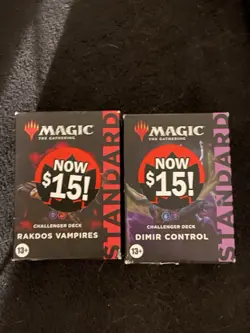 MAGIC
THE GATHERING
NOW
$15!
CHALLENGER DECK
RAKDOS VAMPIRES
13+
STANDARD
MAGIC
THE GATHERING
NOW
$15!
CHALLENGER DECK
DIMIR CONTROL
13+
STANDARD